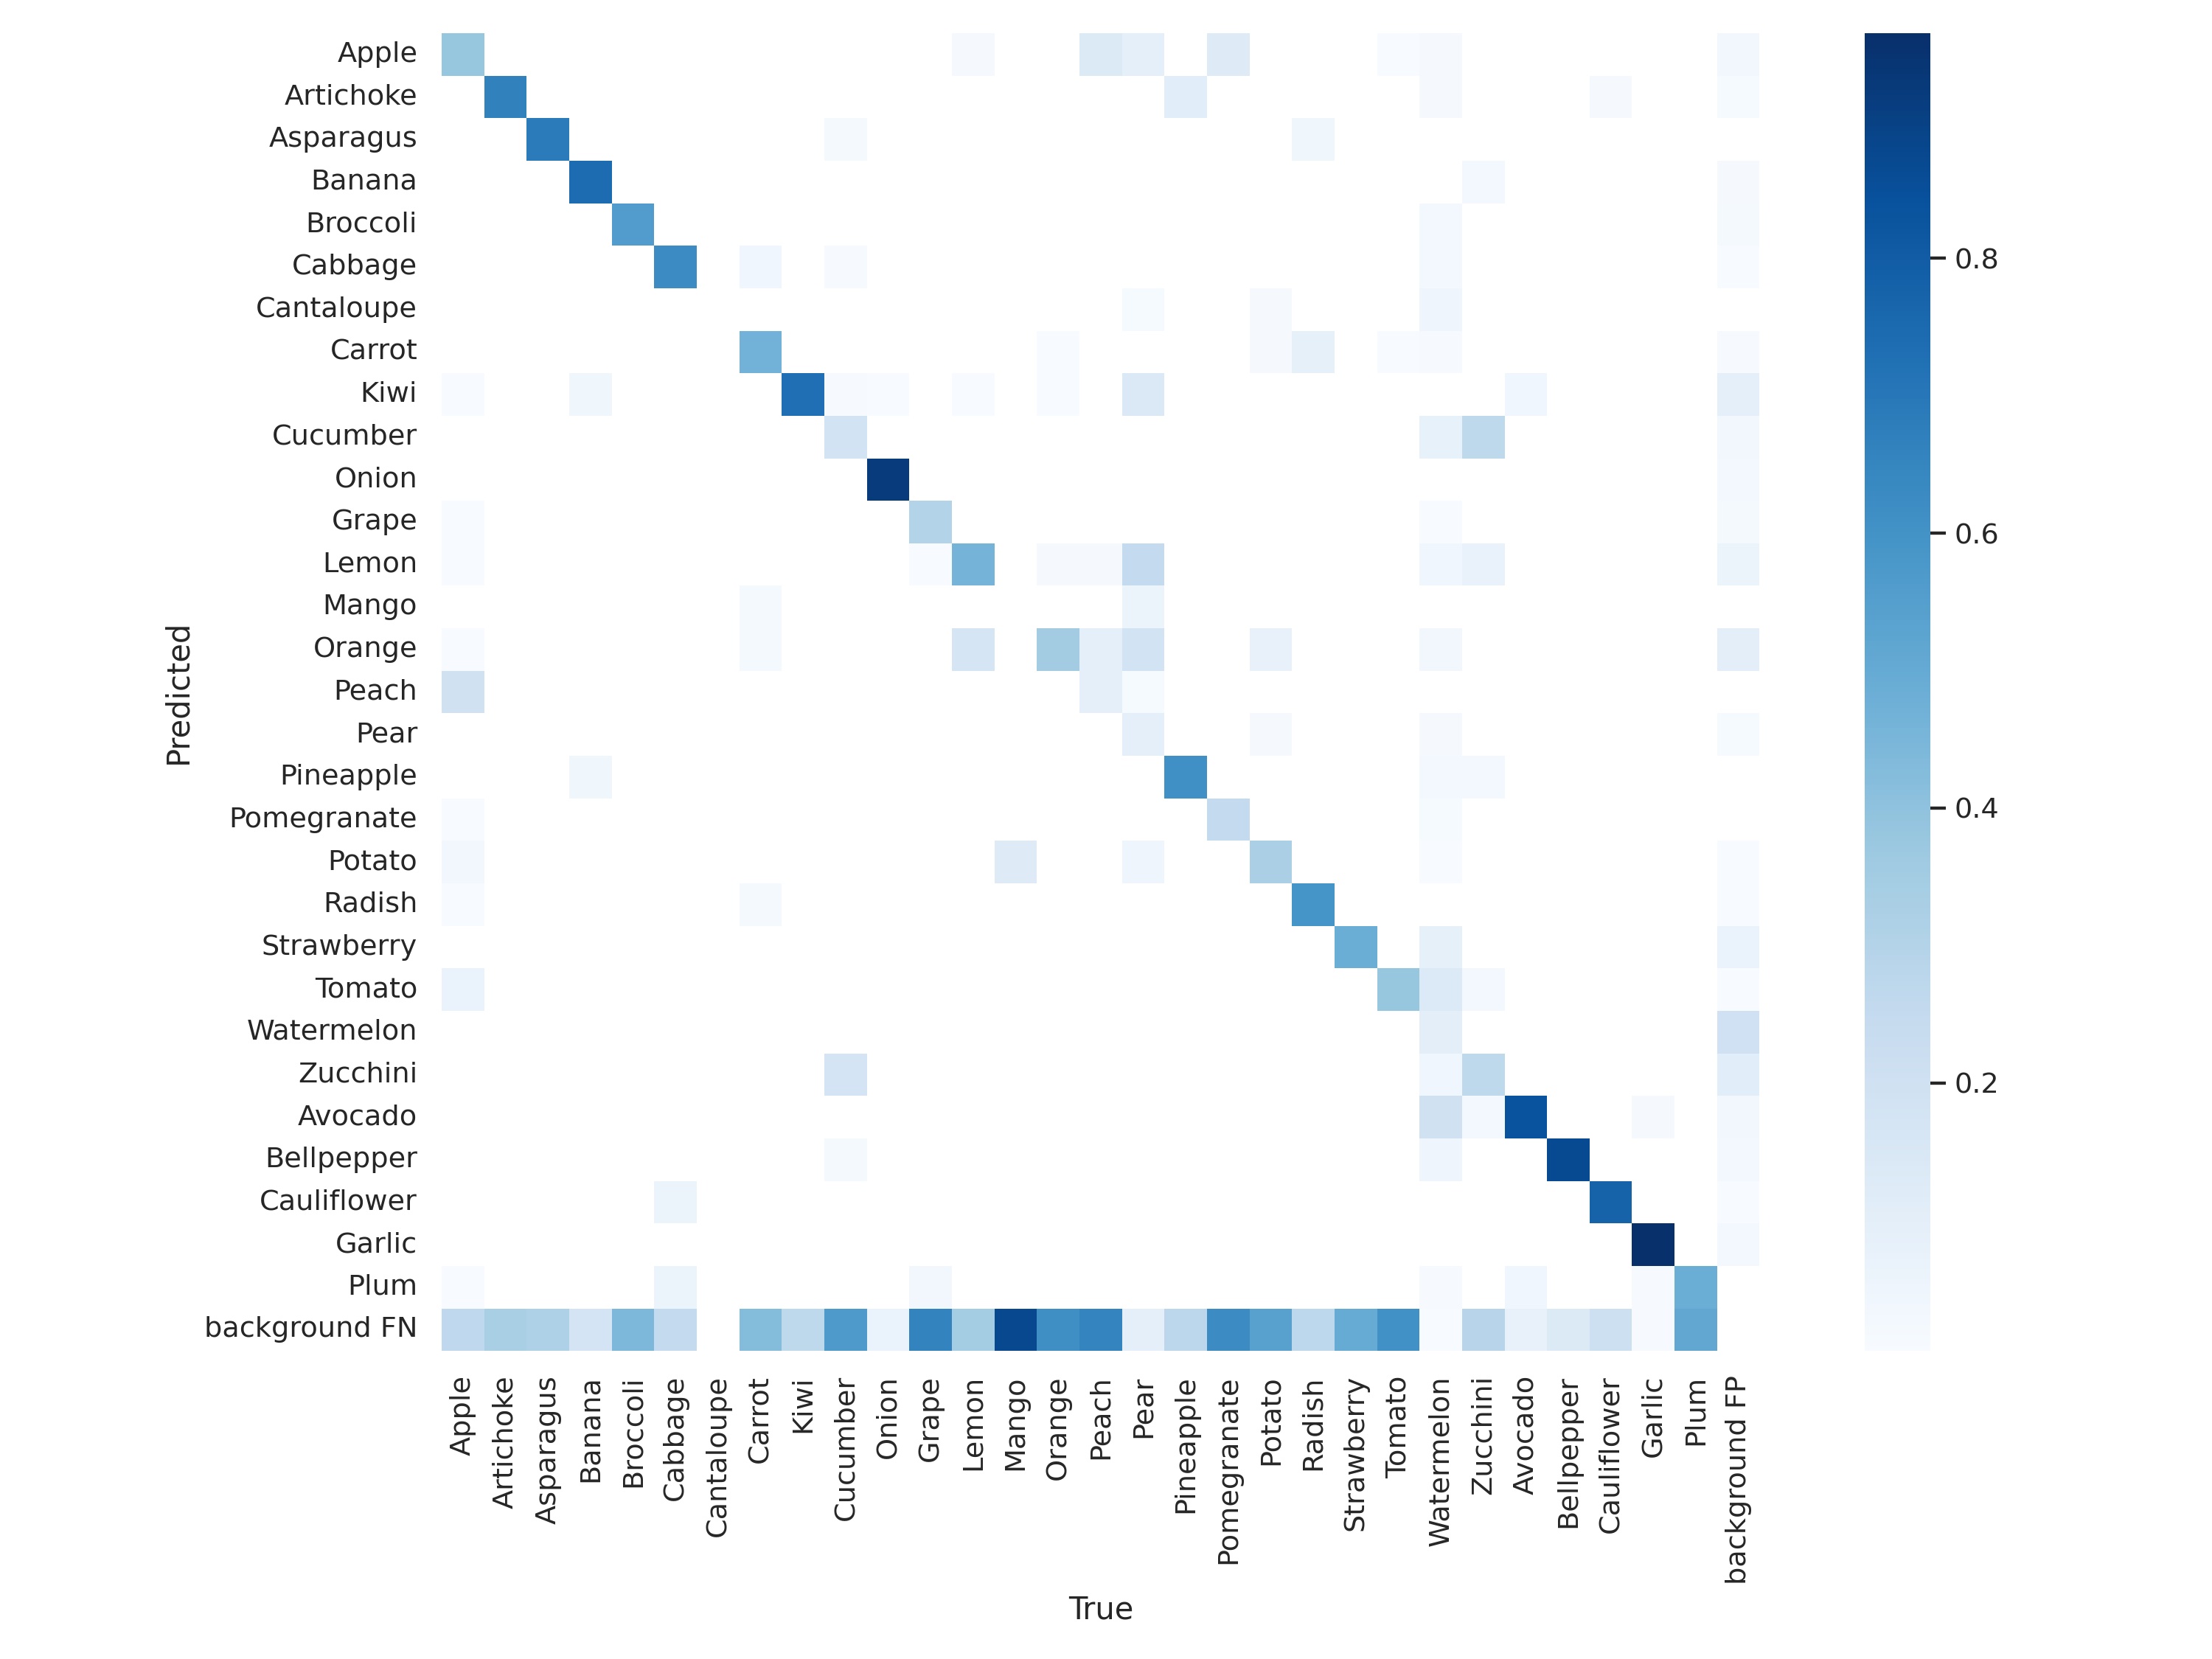 Apple
Artichoke
Asparagus
Banana
Broccoli
Cabbage
Cantaloupe
Carrot
Kiwi
Cucumber
Onion
Grape
Lemon
Mango
Orange
Peach
Pear
Pineapple
Pomegranate
Potato
Radish
Strawberry
Tomato
Watermelon
Zucchini
Avocado
Bellpepper
Cauliflower
Garlic
Plum
background FN
Predicted
Apple
Artichoke
Asparagus
Banana
Broccoli
Cabbage
Cantaloupe
Carrot
Kiwi
Cucumber
Onion
Grape
Lemon
Mango
Orange
Peach
Pear
Pineapple
Pomegranate
Potato
Radish
Strawberry
Tomato
Watermelon
Zucchini
Avocado
Bellpepper
Cauliflower
Garlic
Plum
background FP
True
0.8
0.6
0.4
0.2